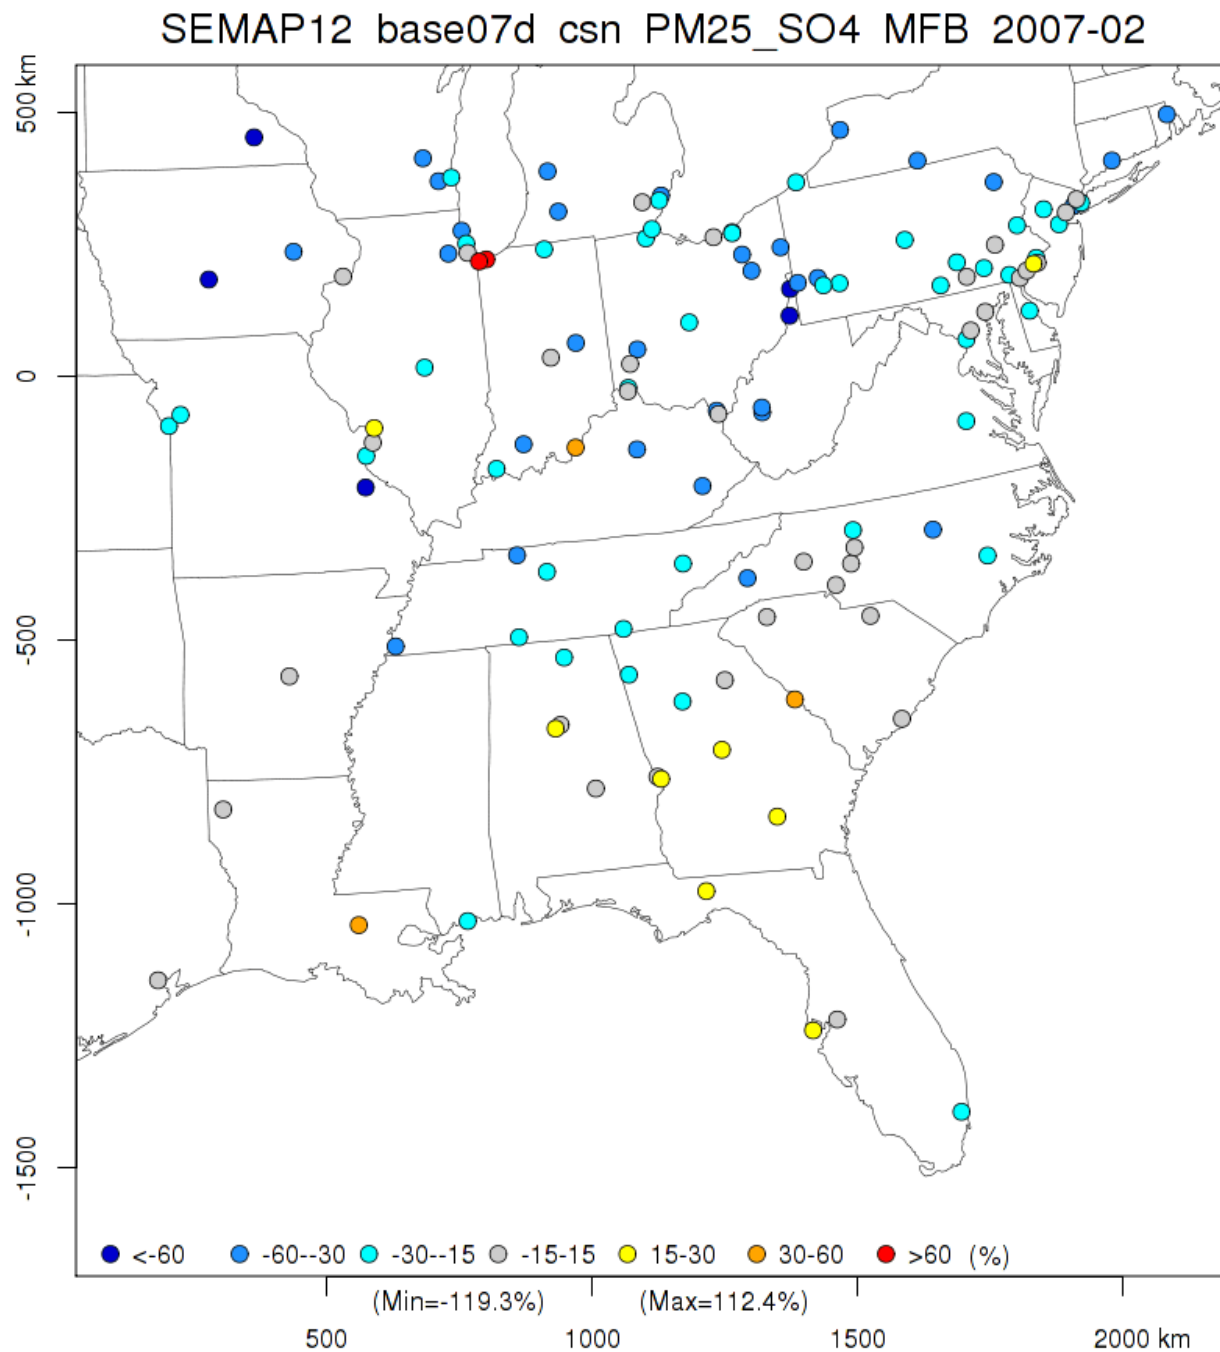 SEMAP12 base07d csn PM25_SO4 MFB 2007-02
500 km
0
-500
-1000
-1500
<-60 -60--30 -30--15 -15-15 15-30 30-60 >60 (%)
(Min=-119.3%) (Max=112.4%)
500 1000 1500 2000 km